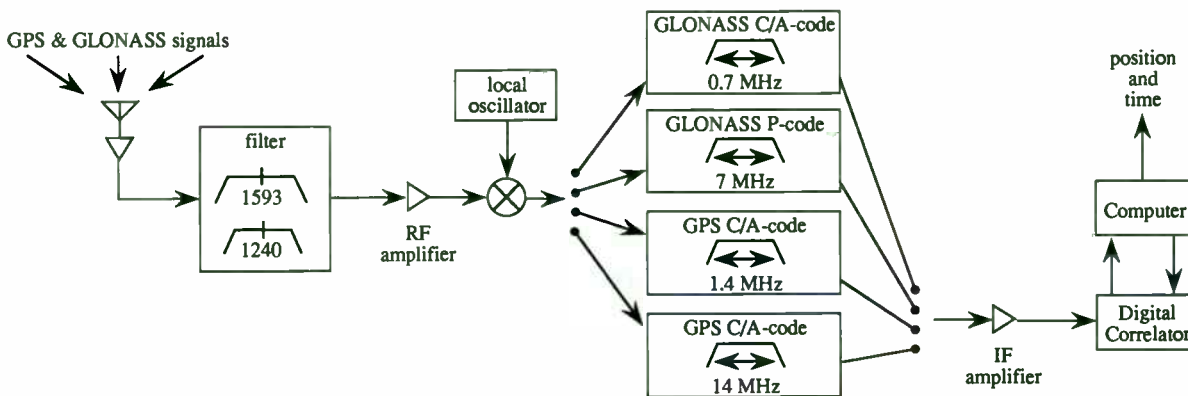 GPS & GLONASS signals
filter
1593
1240
RF
amplifier
local
oscillator
GLONASS C/A-code
0.7 MHz
GLONASS P-code
7 MHz
GPS C/A-code
1.4 MHz
GPS C/A-code
14 MHz
IF
amplifier
position
and
time
Computer
Digital
Correlator